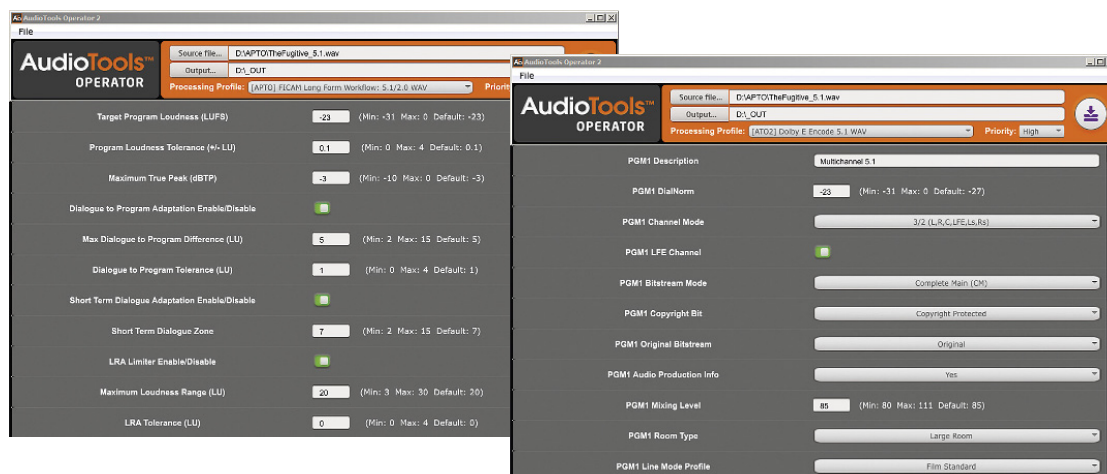 AudioTools Operator 2
File
AudioTools™
OPERATOR
Source file... D:\APTO\TheFugitive_5.1.wav
Output... D:\_OUT
Processing Profile: [APTO] FICAM Long Form Workflow: 5.1/2.0 WAV Priorit
Target Program Loudness (LUFS) -23 (Min: -31 Max: 0 Default: -23)
Program Loudness Tolerance (+/- LU) 0.1 (Min: 0 Max: 4 Default: 0.1)
Maximum True Peak (dBTP) -3 (Min: -10 Max: 0 Default: -3)
Dialogue to Program Adaptation Enable/Disable
Max Dialogue to Program Difference (LU) 5 (Min: 2 Max: 15 Default: 5)
Dialogue to Program Tolerance (LU) 1 (Min: 0 Max: 4 Default: 1)
Short Term Dialogue Adaptation Enable/Disable
Short Term Dialogue Zone 7 (Min: 2 Max: 15 Default: 7)
LRA Limiter Enable/Disable
Maximum Loudness Range (LU) 20 (Min: 3 Max: 30 Default: 20)
LRA Tolerance (LU) 0 (Min: 0 Max: 4 Default: 0)
AudioTools Operator 2
File
AudioTools™
OPERATOR
Source file... D:\APTO\TheFugitive_5.1.wav
Output... D:\_OUT
Processing Profile: [ATO2] Dolby E Encode 5.1 WAV Priority: High
PGM1 Description Multichannel 5.1
PGM1 DialNorm -23 (Min: -31 Max: 0 Default: -27)
PGM1 Channel Mode 3/2 (L,R,C,LFE,Ls,Rs)
PGM1 LFE Channel
PGM1 Bitstream Mode Complete Main (CM)
PGM1 Copyright Bit Copyright Protected
PGM1 Original Bitstream Original
PGM1 Audio Production Info Yes
PGM1 Mixing Level 85 (Min: 80 Max: 111 Default: 85)
PGM1 Room Type Large Room
PGM1 Line Mode Profile Film Standard